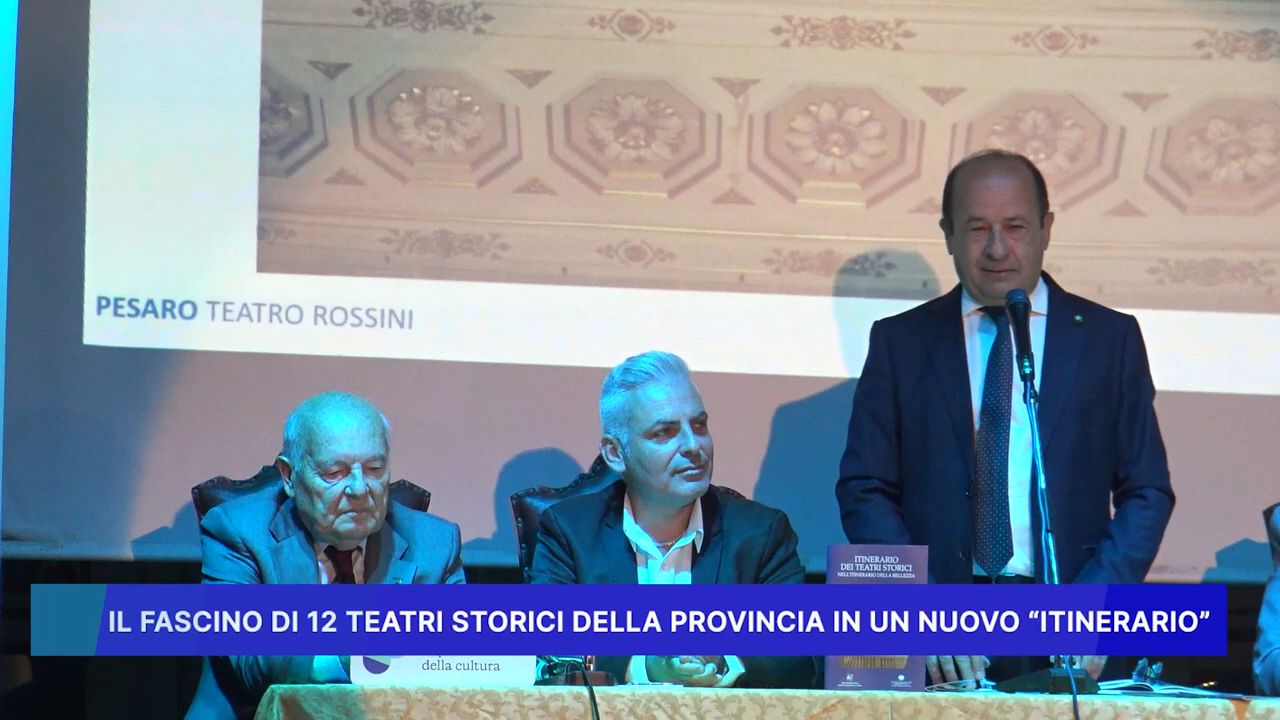 PESARO TEATRO ROSSINI
ITINERARIO
DEI TEATRI STORICI
NELL'ITINERARIO DELLA BELLEZZA
IL FASCINO DI 12 TEATRI STORICI DELLA PROVINCIA IN UN NUOVO “ITINERARIO”
della cultura